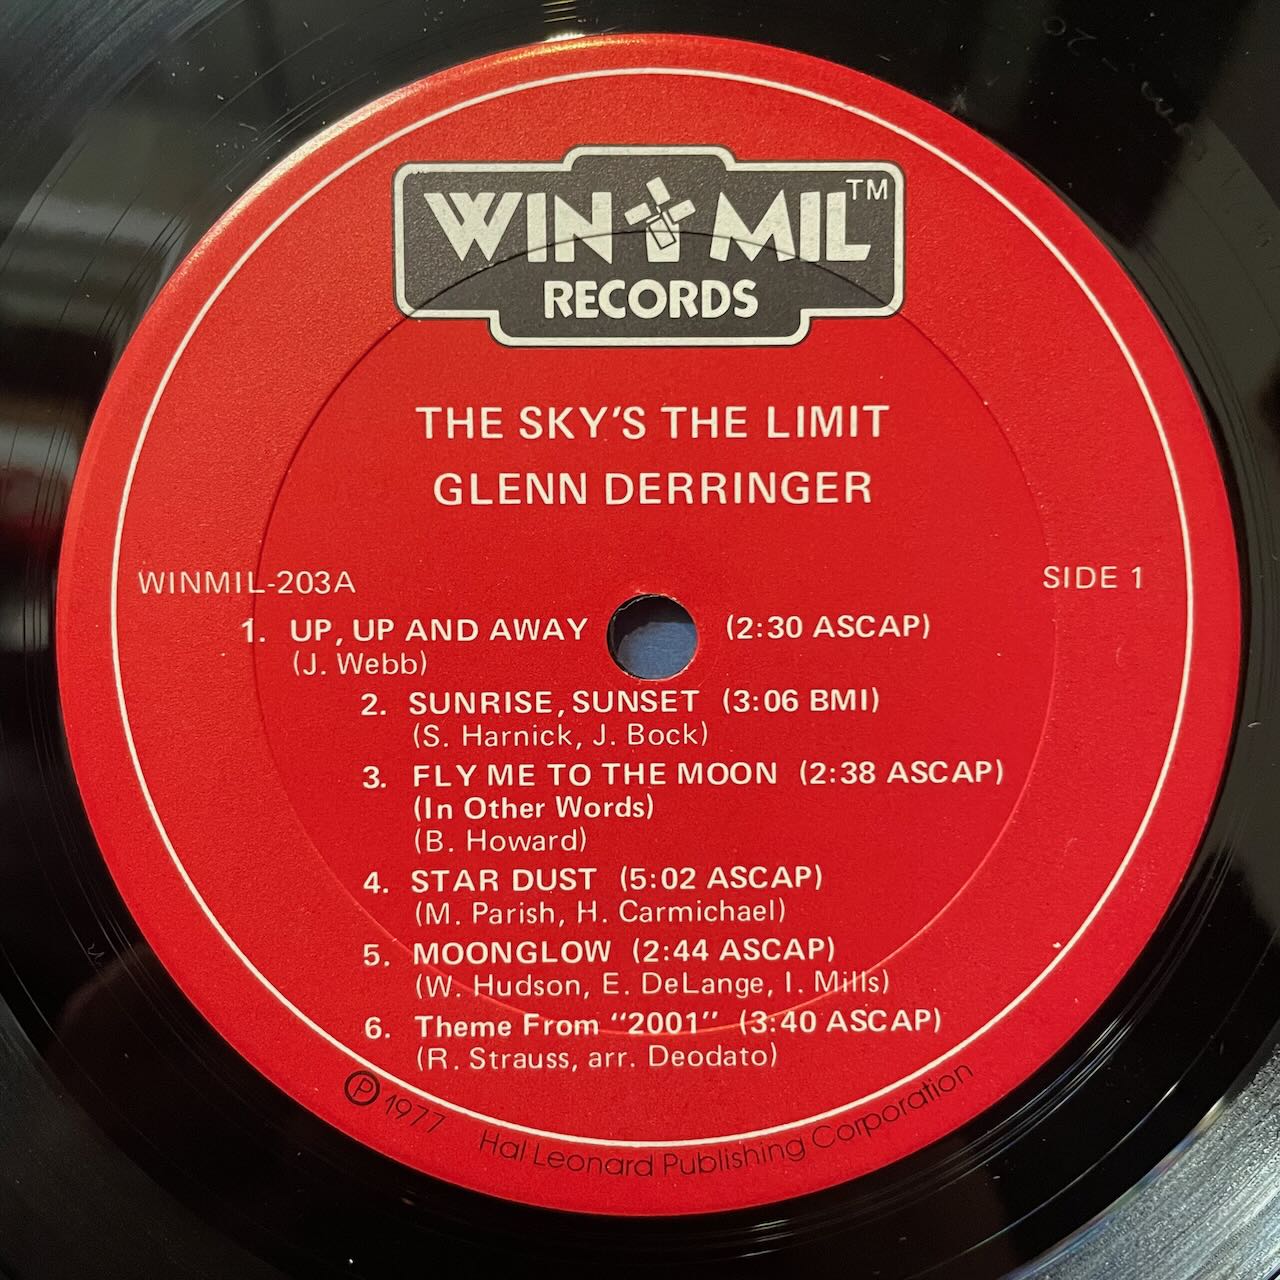 WIN MIL™
RECORDS
THE SKY'S THE LIMIT
GLENN DERRINGER
WINMIL-203A
SIDE 1
1. UP, UP AND AWAY (2:30 ASCAP)
(J. Webb)
2. SUNRISE, SUNSET (3:06 BMI)
(S. Harnick, J. Bock)
3. FLY ME TO THE MOON (2:38 ASCAP)
(In Other Words)
(B. Howard)
4. STAR DUST (5:02 ASCAP)
(M. Parish, H. Carmichael)
5. MOONGLOW (2:44 ASCAP)
(W. Hudson, E. DeLange, I. Mills)
6. Theme From "2001" (3:40 ASCAP)
(R. Strauss, arr. Deodato)
℗ 1977 Hal Leonard Publishing Corporation